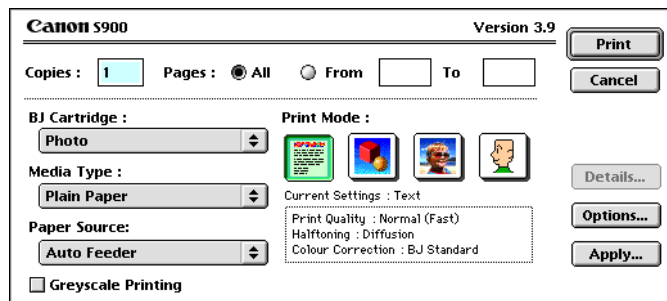 Canon S900
Version 3.9
Print
Copies : 1 Pages : All From To
Cancel
BJ Cartridge :
Photo
Print Mode :
Media Type :
Plain Paper
Details...
Current Settings : Text
Print Quality : Normal (Fast)
Halftoning : Diffusion
Colour Correction : BJ Standard
Options...
Paper Source:
Auto Feeder
Apply...
Greyscale Printing